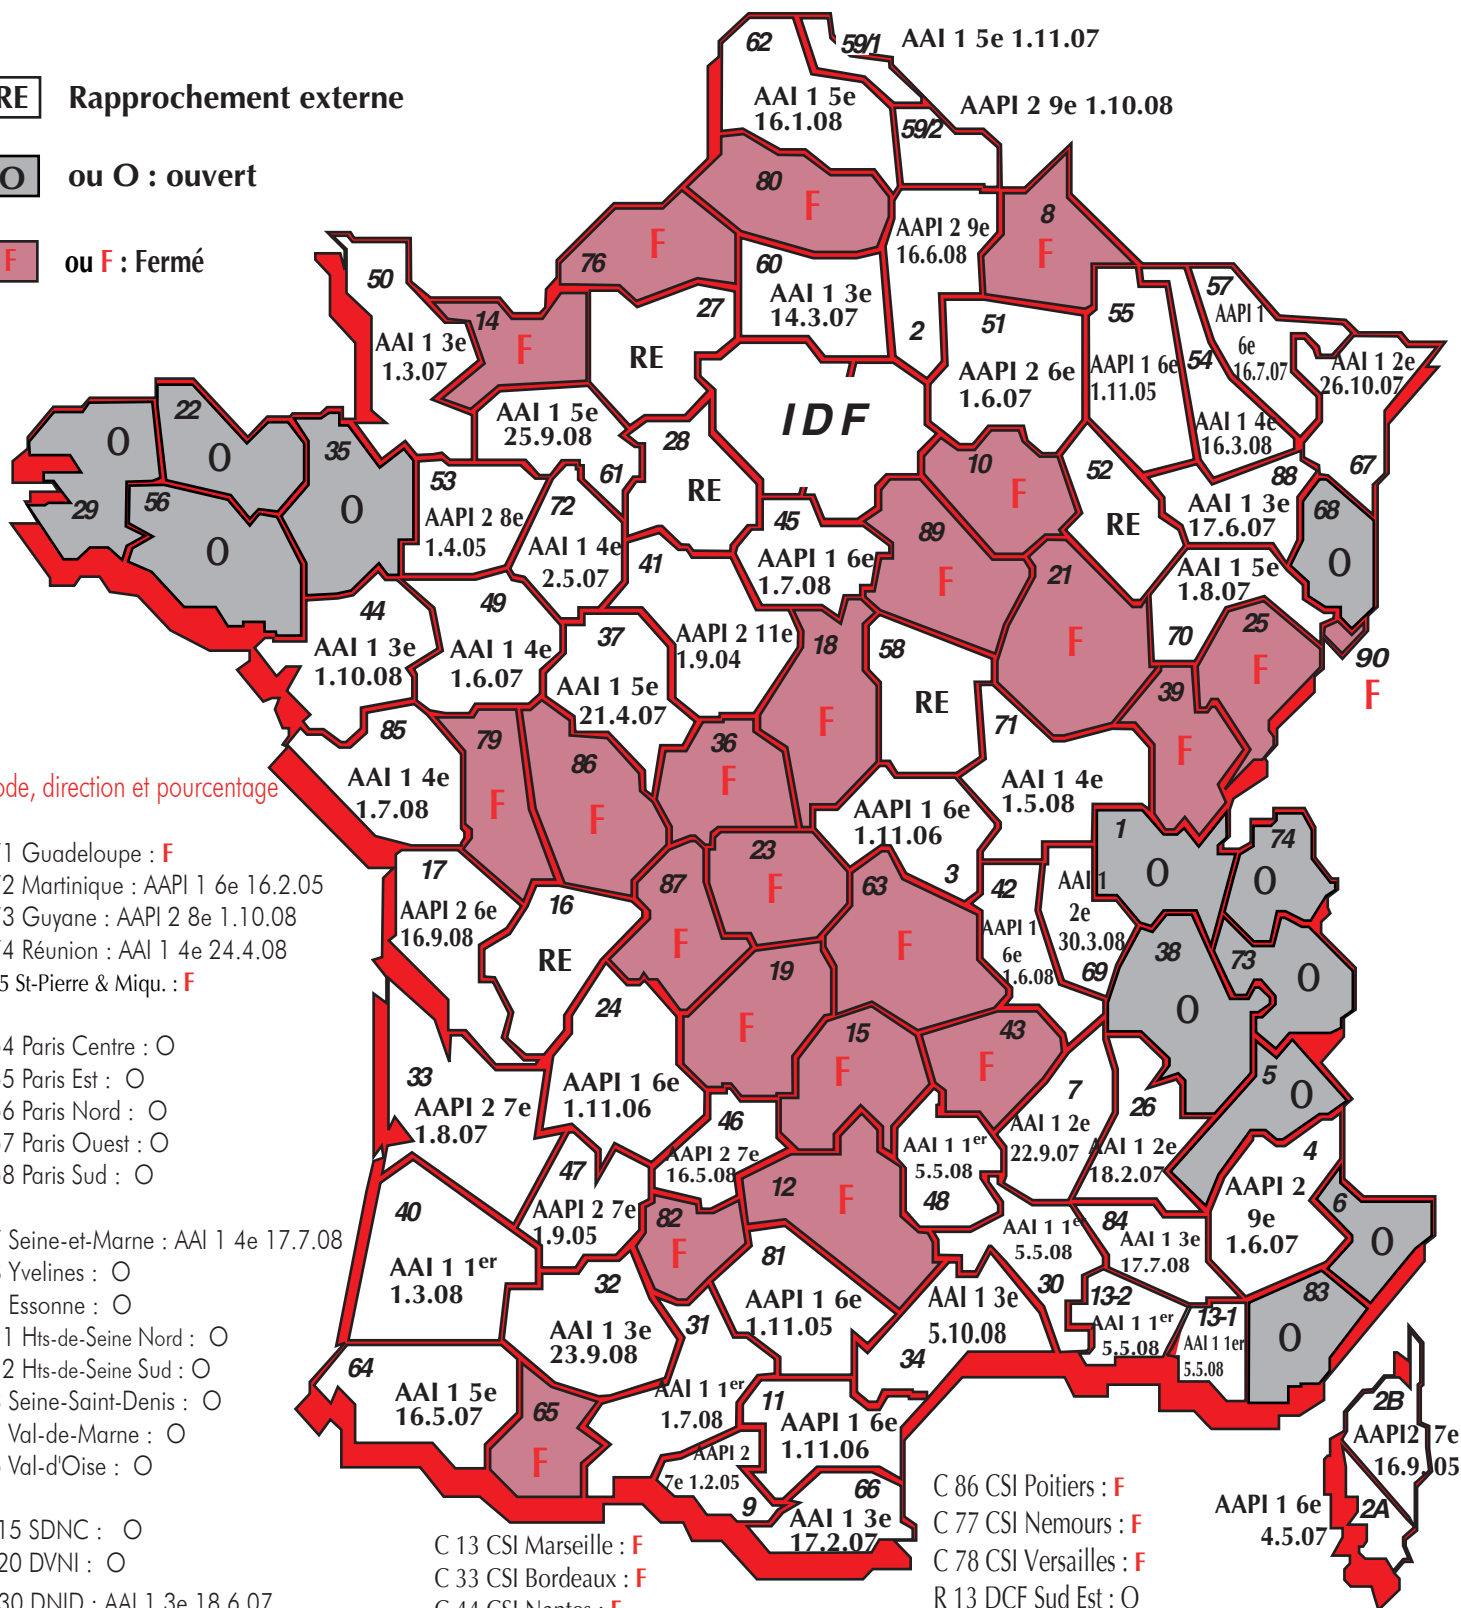 62
59/1 AAI 1 5e 1.11.07
RE Rapprochement externe
AAI 1 5e
16.1.08
AAPI 2 9e 1.10.08
59/2
O ou O : ouvert
80
F
8
F
AAPI 2 9e
16.6.08
2
F ou F : Fermé
76
F
60
AAI 1 3e
14.3.07
50
AAI 1 3e
1.3.07
14
F
27
RE
51
AAPI 2 6e
1.6.07
55
AAPI 1 6e
1.11.05
57
AAPI 1
6e
16.7.07
54
AAI 1 4e
16.3.08
AAI 1 2e
26.10.07
67
IDF
22
O
O
29
35
O
56
O
AAI 1 5e
25.9.08
61
28
RE
10
F
52
RE
88
AAI 1 3e
17.6.07
68
O
53
AAPI 2 8e
1.4.05
72
AAI 1 4e
2.5.07
45
AAPI 1 6e
1.7.08
89
F
21
F
AAI 1 5e
1.8.07
70
25
F
90
F
41
AAPI 2 11e
1.9.04
44
AAI 1 3e
1.10.08
49
AAI 1 4e
1.6.07
37
AAI 1 5e
21.4.07
18
F
58
RE
39
F
71
AAI 1 4e
1.5.08
85
AAI 1 4e
1.7.08
79
F
86
F
36
F
AAPI 1 6e
1.11.06
3
1
O
74
O
ode, direction et pourcentage
1 Guadeloupe : F
2 Martinique : AAPI 1 6e 16.2.05
3 Guyane : AAPI 2 8e 1.10.08
4 Réunion : AAI 1 4e 24.4.08
5 St-Pierre & Miqu. : F
17
AAPI 2 6e
16.9.08
16
RE
87
F
23
F
63
F
42
AAPI 1
6e
1.6.08
AAI 1
2e
30.3.08
69
38
O
73
O
4 Paris Centre : O
5 Paris Est : O
6 Paris Nord : O
7 Paris Ouest : O
8 Paris Sud : O
24
AAPI 1 6e
1.11.06
19
F
15
F
43
F
33
AAPI 2 7e
1.8.07
46
AAPI 2 7e
16.5.08
AAI 1 1er
5.5.08
48
7
AAI 1 2e
22.9.07
26
AAI 1 2e
18.2.07
5
O
4
AAPI 2
9e
1.6.07
6
O
47
AAPI 2 7e
1.9.05
82
F
12
F
40
AAI 1 1er
1.3.08
Seine-et-Marne : AAI 1 4e 17.7.08
Yvelines : O
Essonne : O
1 Hts-de-Seine Nord : O
2 Hts-de-Seine Sud : O
Seine-Saint-Denis : O
Val-de-Marne : O
Val-d'Oise : O
32
AAI 1 3e
23.9.08
81
AAPI 1 6e
1.11.05
AAI 1 1er
5.5.08
30
84
AAI 1 3e
17.7.08
13-2
AAI 1 1er
5.5.08
13-1
AAI 1 1er
5.5.08
83
O
31
AAI 1 1er
1.7.08
AAI 1 3e
5.10.08
34
64
AAI 1 5e
16.5.07
65
F
11
AAPI 1 6e
1.11.06
AAPI 2
7e 1.2.05
9
66
AAI 1 3e
17.2.07
2B
AAPI2 7e
16.9.05
AAPI 1 6e
4.5.07
2A
15 SDNC : O
20 DVNI : O
30 DNID : AAI 1 3e 18.6.07
C 13 CSI Marseille : F
C 33 CSI Bordeaux : F
C 44 CSI Nantes : F
C 86 CSI Poitiers : F
C 77 CSI Nemours : F
C 78 CSI Versailles : F
R 13 DCF Sud Est : O